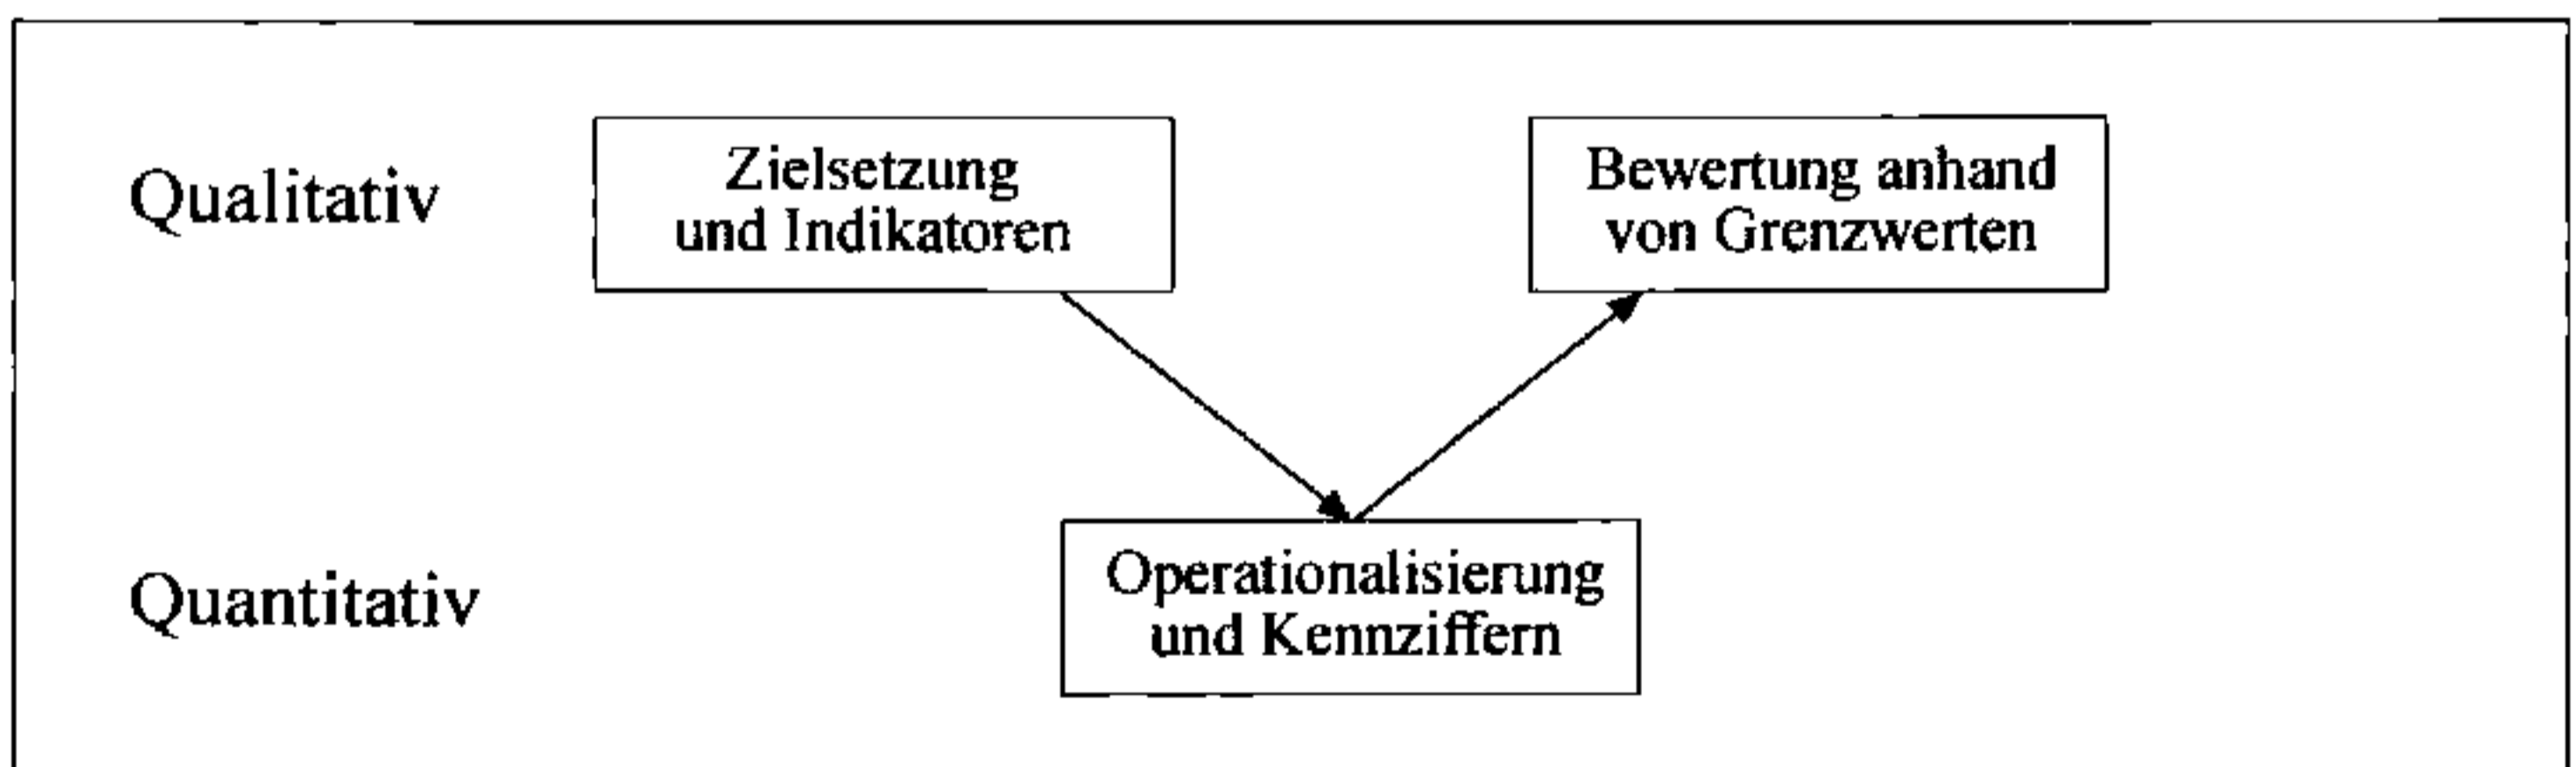 Qualitativ
Zielsetzung
und Indikatoren
Bewertung anhand
von Grenzwerten
Quantitativ
Operationalisierung
und Kennziffern